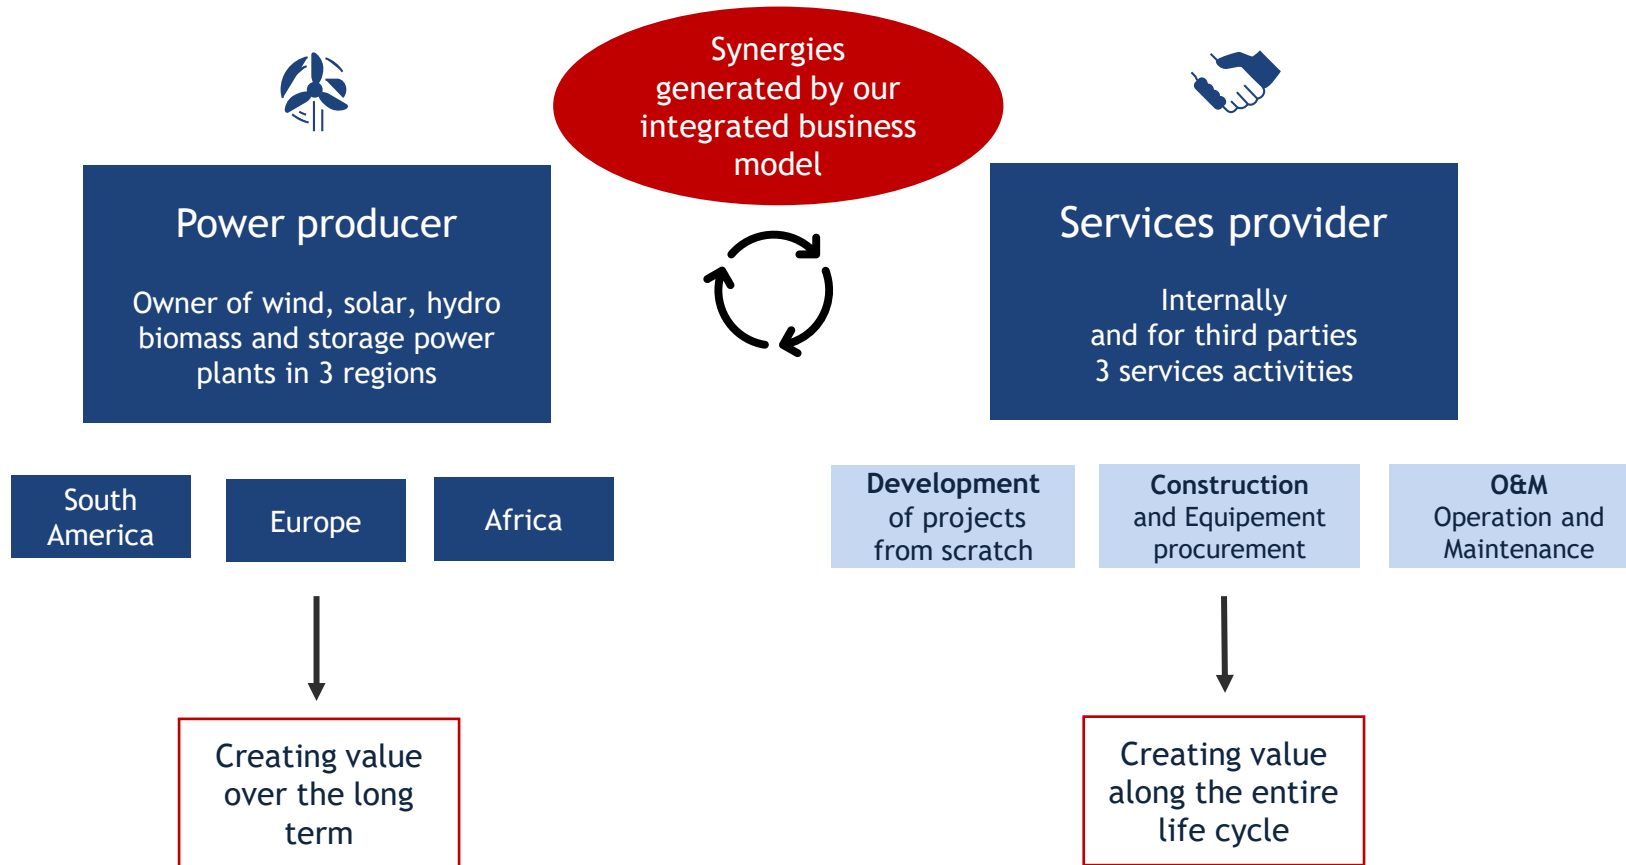 Synergies
generated by our
integrated business
model
Power producer
Owner of wind, solar, hydro
biomass and storage power
plants in 3 regions
Services provider
Internally
and for third parties
3 services activities
South
America
Europe
Africa
Development
of projects
from scratch
Construction
and Equipement
procurement
O&M
Operation and
Maintenance
Creating value
over the long
term
Creating value
along the entire
life cycle